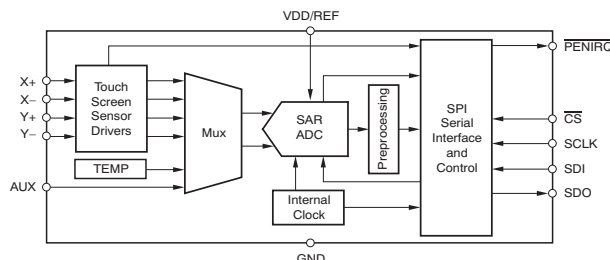 VDD/REF
PENIRQ
X+
X–
Y+
Y–
Touch
Screen
Sensor
Drivers
Mux
SAR
ADC
Preprocessing
SPI
Serial
Interface
and
Control
CS
SCLK
SDI
SDO
TEMP
AUX
Internal
Clock
GND